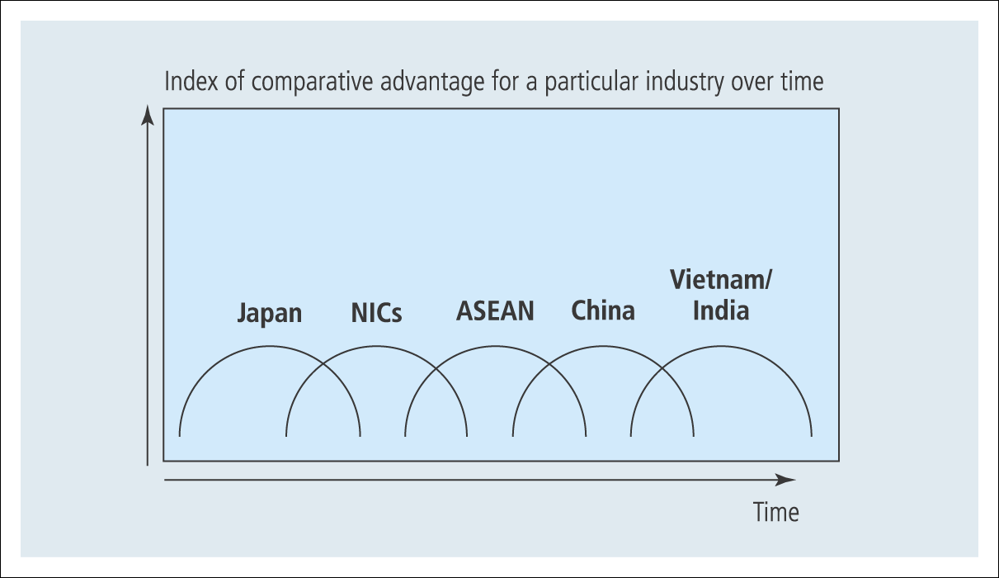 Index of comparative advantage for a particular industry over time
Japan
NICs
ASEAN
China
Vietnam/
India
Time